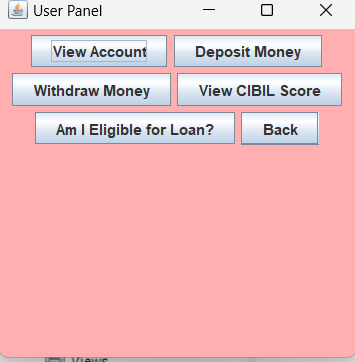 User Panel
View Account Deposit Money
Withdraw Money View CIBIL Score
Am I Eligible for Loan? Back
Views